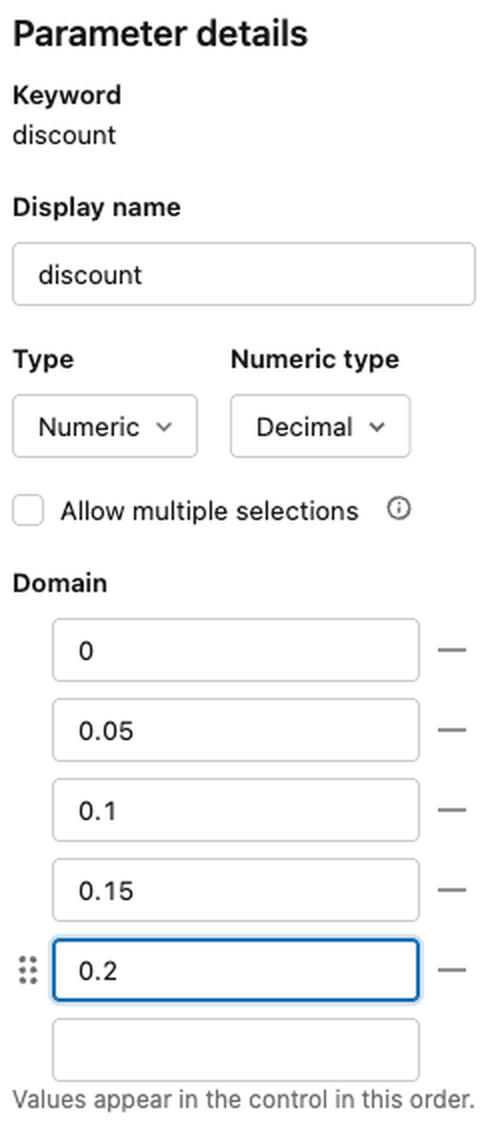 Parameter details
Keyword
discount
Display name
discount
Type Numeric type
Numeric Decimal
Allow multiple selections
Domain
0
0.05
0.1
0.15
0.2
Values appear in the control in this order.